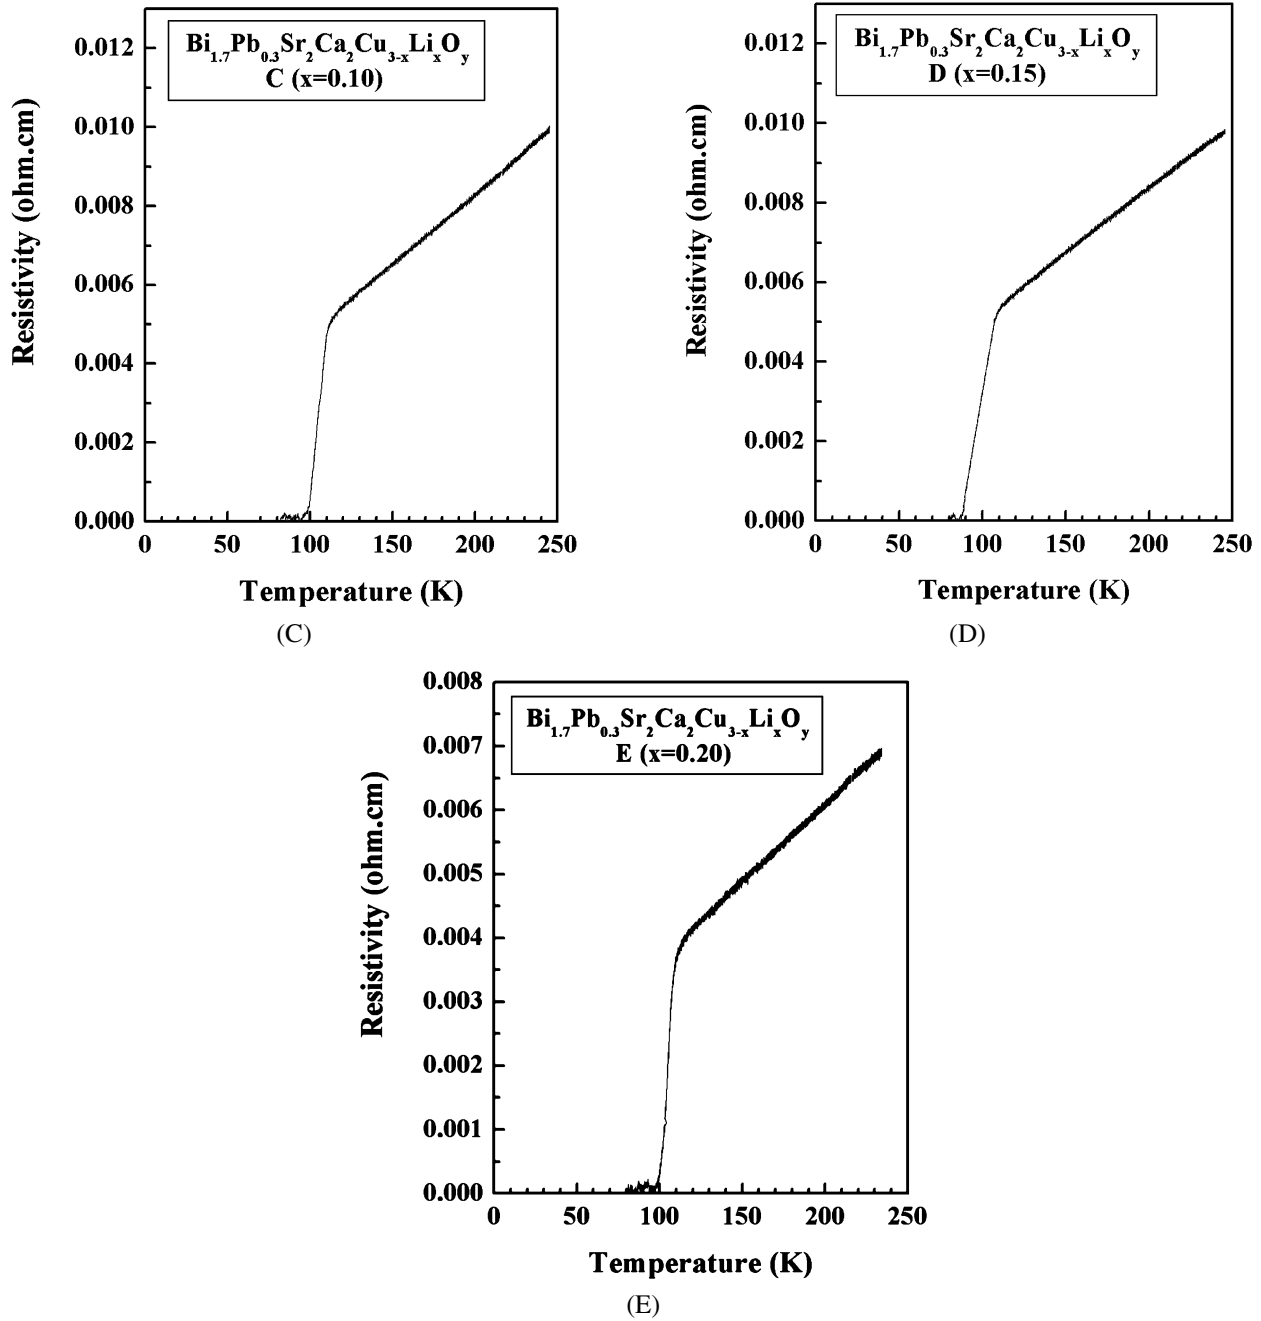 Bi1.7Pb0.3Sr2Ca2Cu3-xLixOy
C (x=0.10)
Resistivity (ohm.cm)
0.012
0.010
0.008
0.006
0.004
0.002
0.000
0 50 100 150 200 250
Temperature (K)
(C)
Bi1.7Pb0.3Sr2Ca2Cu3-xLixOy
D (x=0.15)
Resistivity (ohm.cm)
0.012
0.010
0.008
0.006
0.004
0.002
0.000
0 50 100 150 200 250
Temperature (K)
(D)
Bi1.7Pb0.3Sr2Ca2Cu3-xLixOy
E (x=0.20)
Resistivity (ohm.cm)
0.008
0.007
0.006
0.005
0.004
0.003
0.002
0.001
0.000
0 50 100 150 200 250
Temperature (K)
(E)